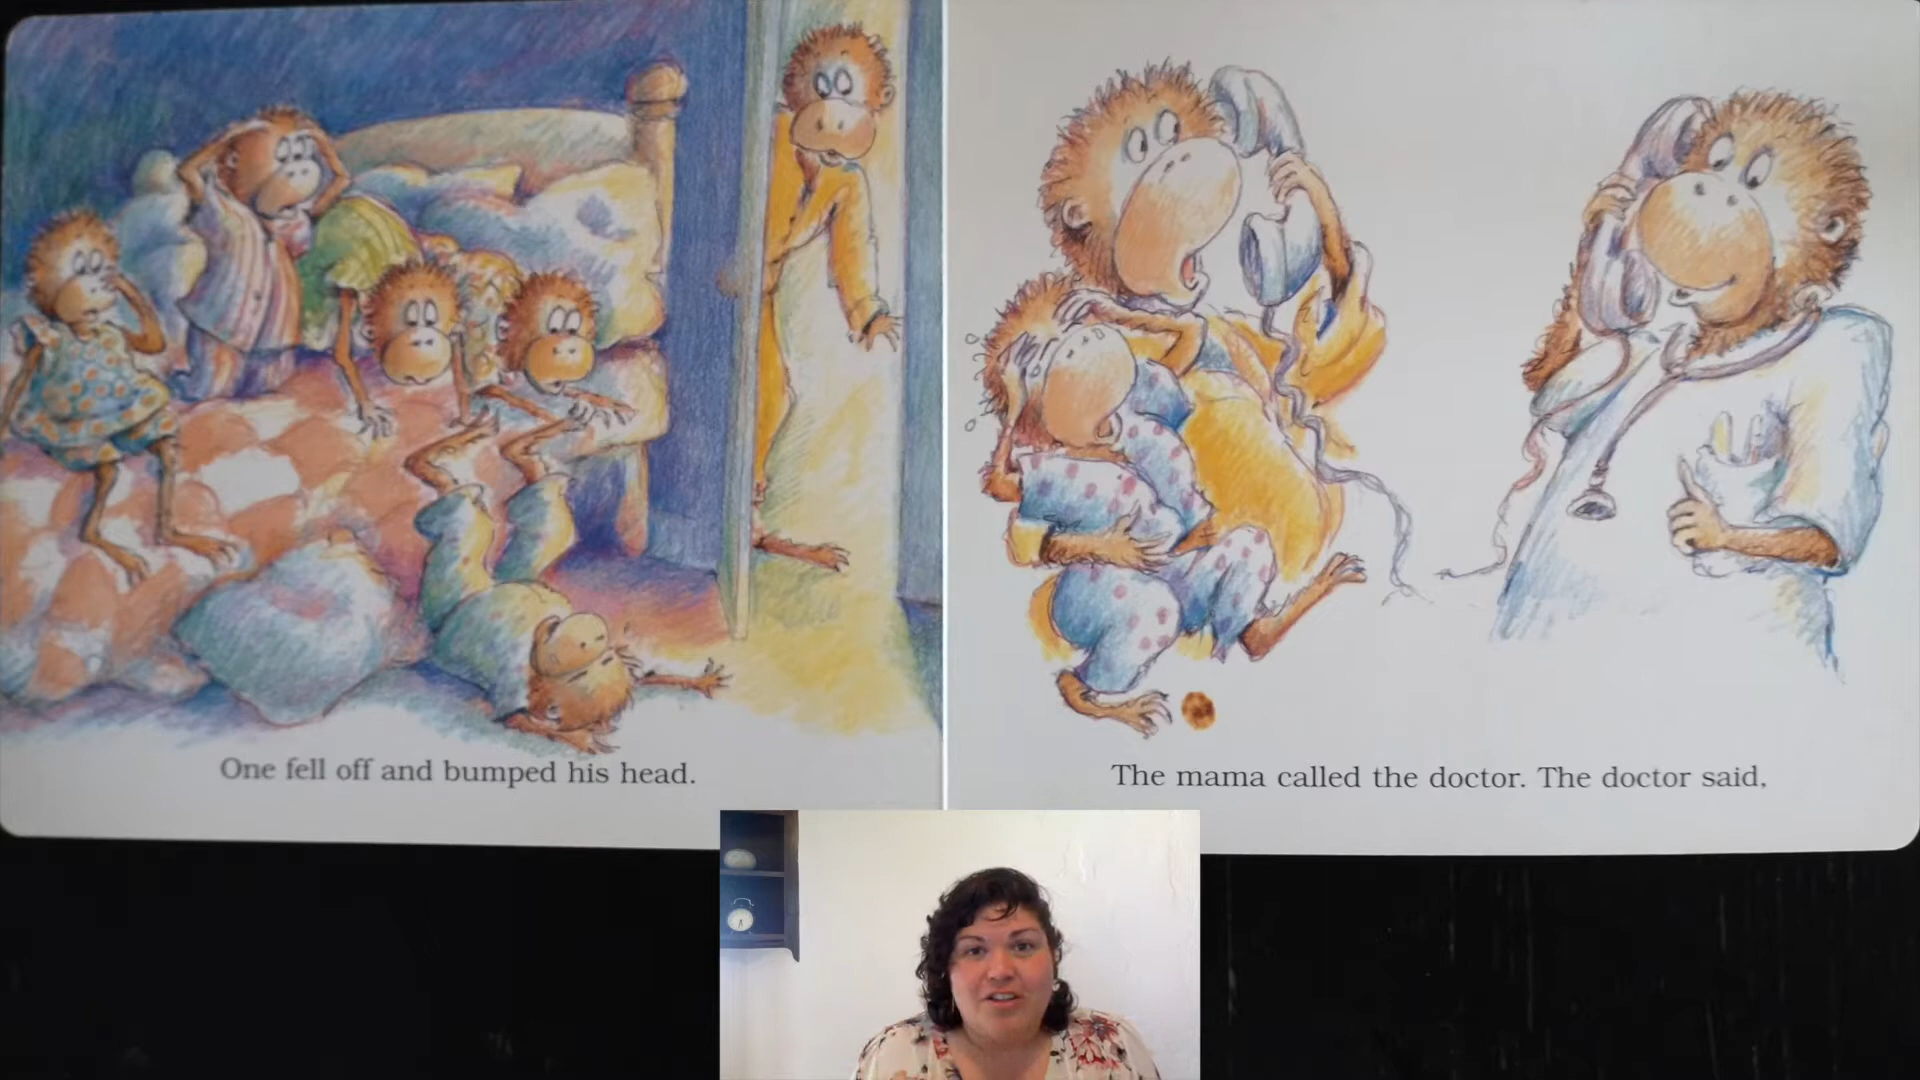 One fell off and bumped his head.
The mama called the doctor. The doctor said,